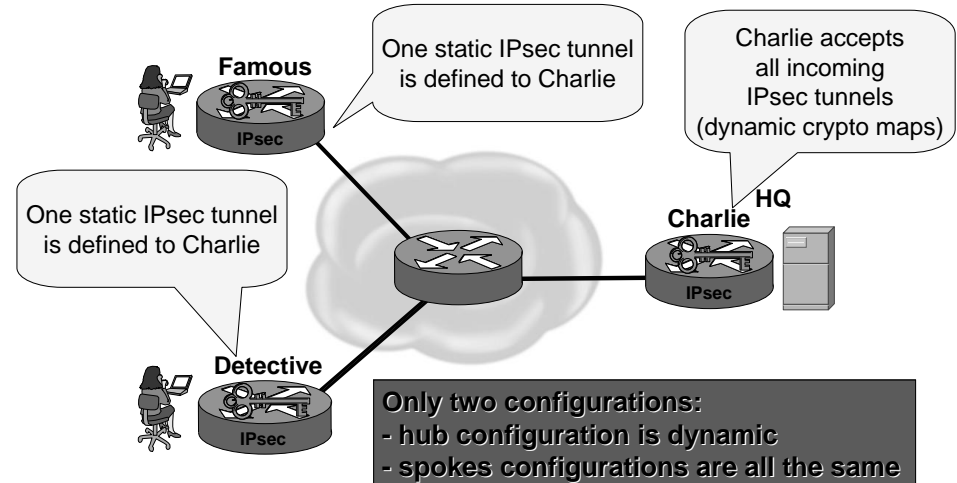 Famous
IPsec
One static IPsec tunnel
is defined to Charlie
Charlie accepts
all incoming
IPsec tunnels
(dynamic crypto maps)
One static IPsec tunnel
is defined to Charlie
HQ
Charlie
IPsec
Detective
IPsec
Only two configurations:
- hub configuration is dynamic
- spokes configurations are all the same